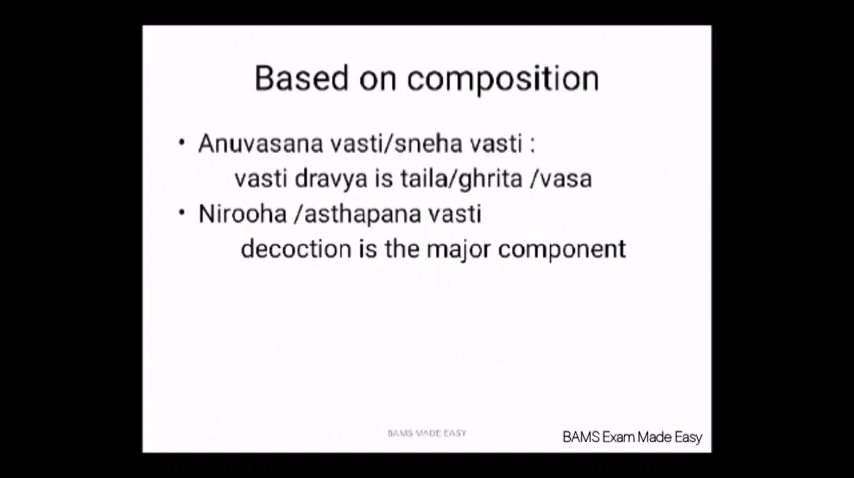 Based on composition
• Anuvasana vasti/sneha vasti :
vasti dravya is taila/ghrita /vasa
• Nirooha /asthapana vasti
decoction is the major component
BAMS MADE EASY
BAMS Exam Made Easy